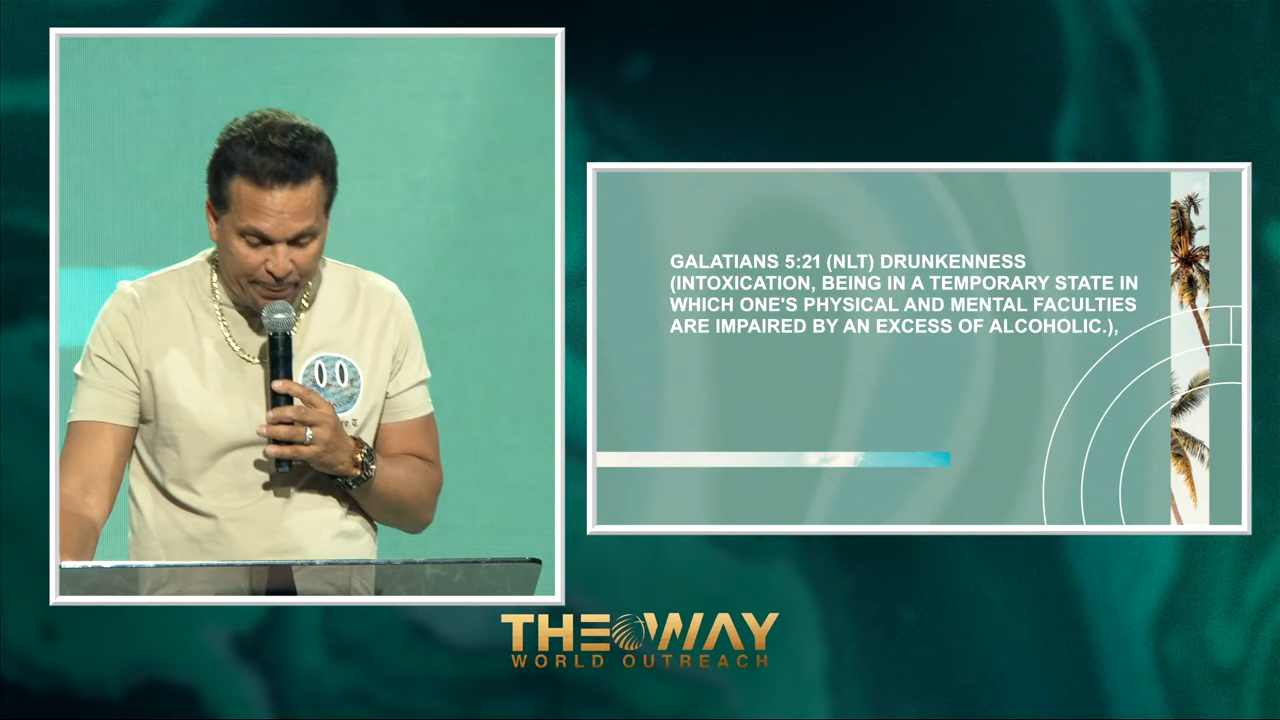 GALATIANS 5:21 (NLT) DRUNKENNESS
(INTOXICATION, BEING IN A TEMPORARY STATE IN
WHICH ONE'S PHYSICAL AND MENTAL FACULTIES
ARE IMPAIRED BY AN EXCESS OF ALCOHOLIC.),
THE WAY
WORLD OUTREACH